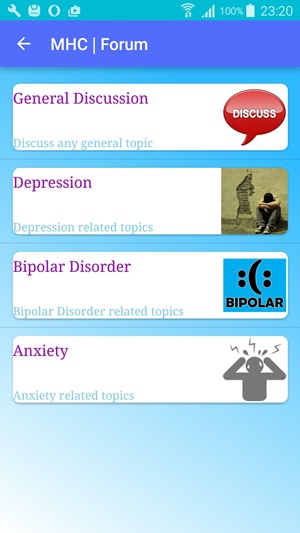 100% 23:20
MHC | Forum
General Discussion
DISCUSS
Discuss any general topic
Depression
Depression related topics
Bipolar Disorder
:(:
BIPOLAR
Bipolar Disorder related topics
Anxiety
Anxiety related topics